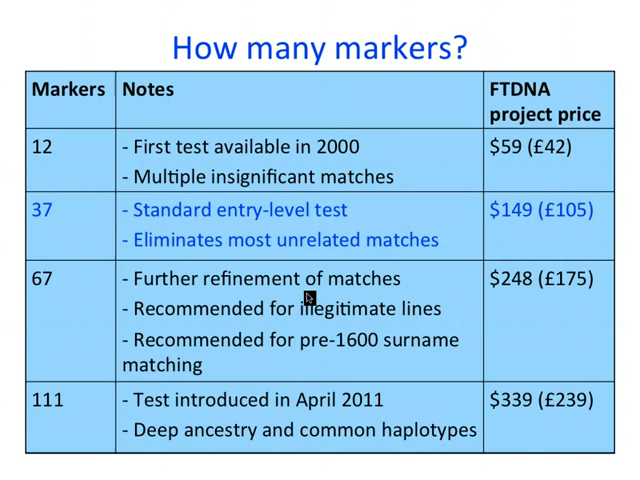 How many markers?
Markers Notes FTDNA
project price
12 - First test available in 2000 $59 (£42)
- Multiple insignificant matches
37 - Standard entry-level test $149 (£105)
- Eliminates most unrelated matches
67 - Further refinement of matches $248 (£175)
- Recommended for illegitimate lines
- Recommended for pre-1600 surname
matching
111 - Test introduced in April 2011 $339 (£239)
- Deep ancestry and common haplotypes